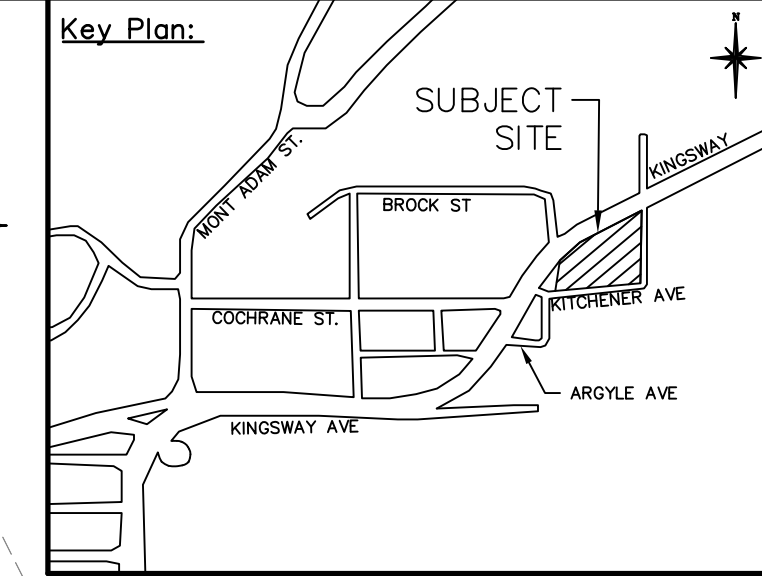 Key Plan:
N
SUBJECT
SITE
KINGSWAY
MONT ADAM ST.
BROCK ST
KITCHENER AVE
COCHRANE ST.
ARGYLE AVE
KINGSWAY AVE